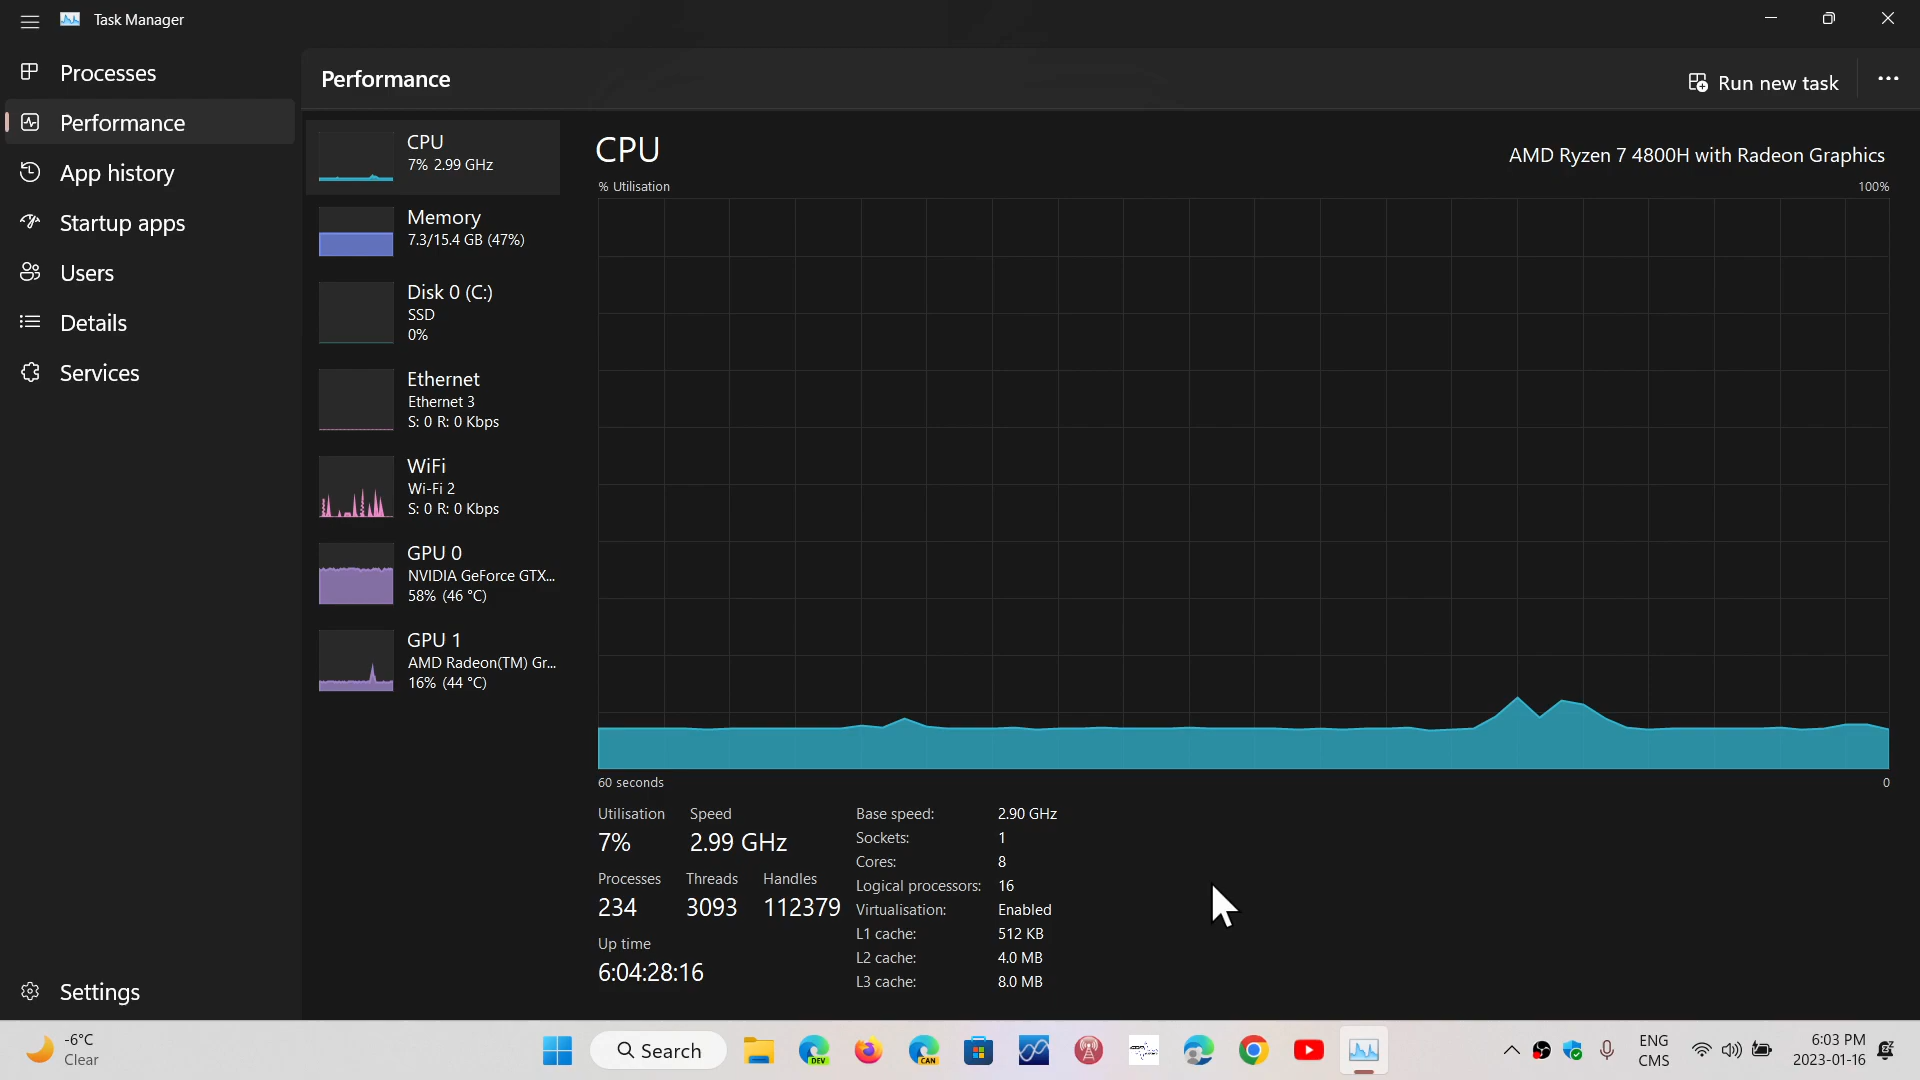 Task Manager
Processes
Performance
App history
Startup apps
Users
Details
Services
Settings
Performance
Run new task
CPU
7% 2.99 GHz
Memory
7.3/15.4 GB (47%)
Disk 0 (C:)
SSD
0%
Ethernet
Ethernet 3
S: 0 R: 0 Kbps
WiFi
Wi-Fi 2
S: 0 R: 0 Kbps
GPU 0
NVIDIA GeForce GTX...
58% (46 °C)
GPU 1
AMD Radeon(TM) Gr...
16% (44 °C)
CPU
AMD Ryzen 7 4800H with Radeon Graphics
% Utilisation
100%
60 seconds
0
Utilisation
7%
Speed
2.99 GHz
Processes
234
Threads
3093
Handles
112379
Up time
6:04:28:16
Base speed: 2.90 GHz
Sockets: 1
Cores: 8
Logical processors: 16
Virtualisation: Enabled
L1 cache: 512 KB
L2 cache: 4.0 MB
L3 cache: 8.0 MB
-6°C
Clear
Search
DEV
CAN
ENG
CMS
6:03 PM
2023-01-16